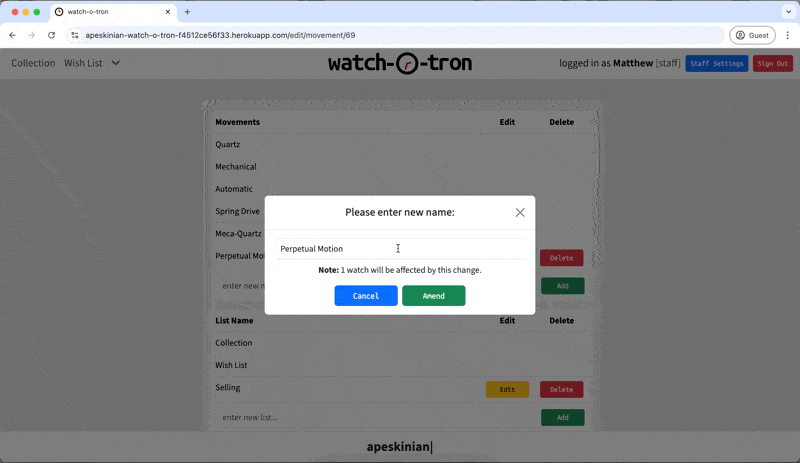 watch-o-tron
apeskinian-watch-o-tron-f4512ce56f33.herokuapp.com/edit/movement/69
Guest
Collection Wish List
watch-o-tron
logged in as Matthew [staff] Staff Settings Sign Out
Movements Edit Delete
Quartz
Mechanical
Automatic
Spring Drive
Meca-Quartz
Perpetual Mot Delete
enter new Add
Please enter new name:
Perpetual Motion
Note: 1 watch will be affected by this change.
Cancel Amend
List Name Edit Delete
Collection
Wish List
Selling Edit Delete
enter new list... Add
apeskinian|